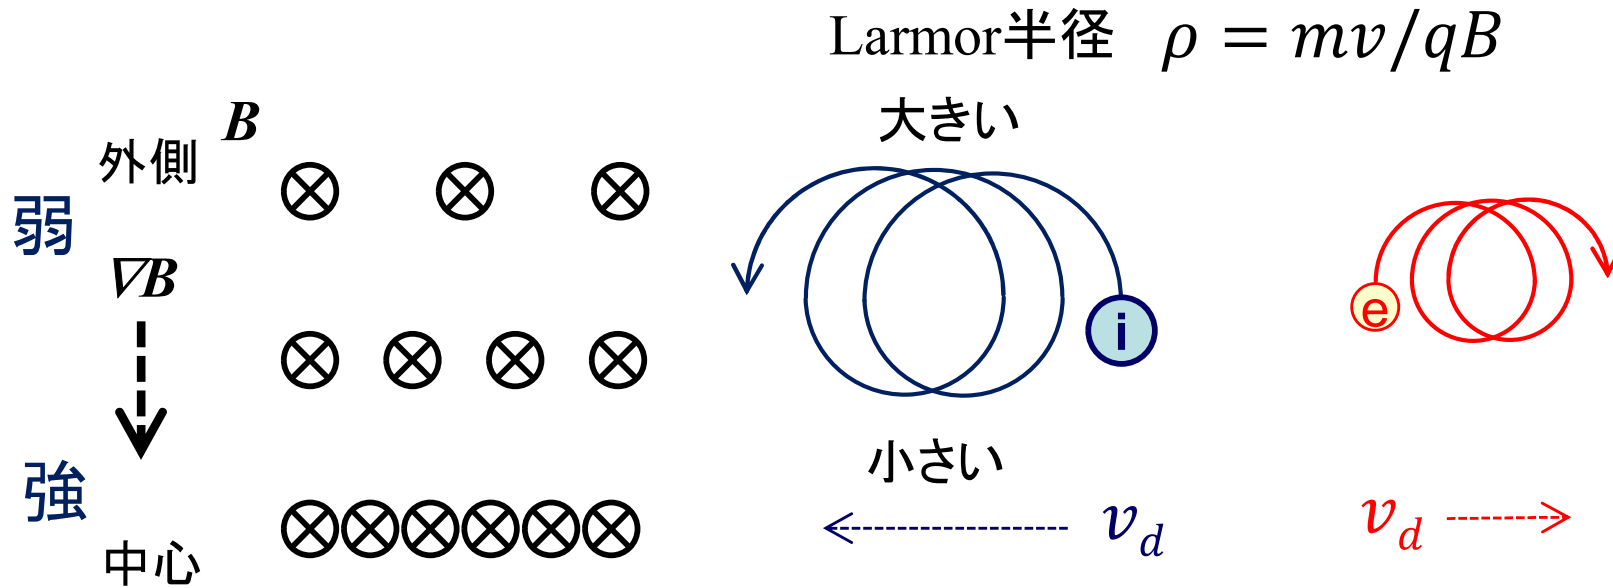 Larmor半径 ρ = mv/qB
B
外側
弱
∇B
強
中心
大きい
i
e
小さい
v_d
v_d